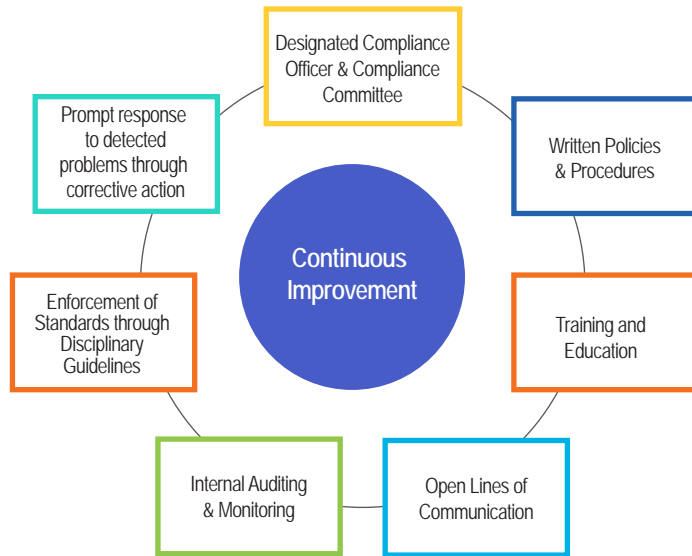 Designated Compliance
Officer & Compliance
Committee
Written Policies
& Procedures
Training and
Education
Open Lines of
Communication
Internal Auditing
& Monitoring
Enforcement of
Standards through
Disciplinary
Guidelines
Prompt response
to detected
problems through
corrective action
Continuous
Improvement